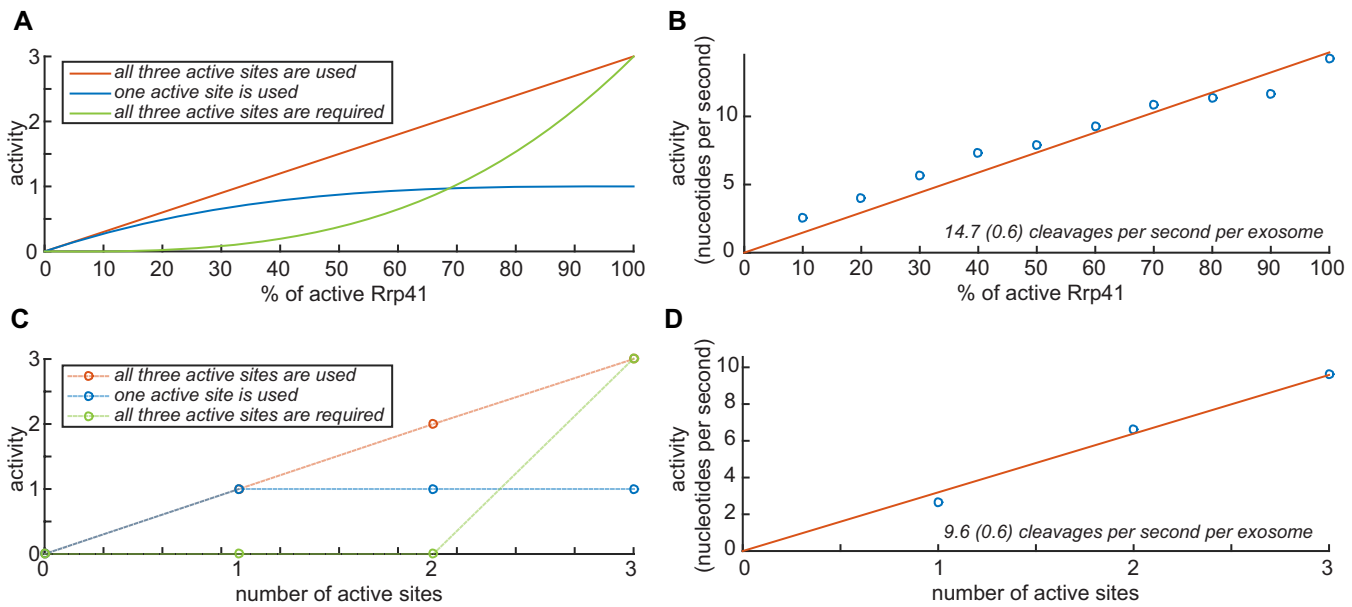 A
3
2
1
0
activity
all three active sites are used
one active site is used
all three active sites are required
0 10 20 30 40 50 60 70 80 90 100
% of active Rrp41
B
10
5
0
activity
(nuceotides per second)
14.7 (0.6) cleavages per second per exosome
0 10 20 30 40 50 60 70 80 90 100
% of active Rrp41
C
3
2
1
0
activity
all three active sites are used
one active site is used
all three active sites are required
0 1 2 3
number of active sites
D
10
8
6
4
2
0
activity
(nucleotides per second)
9.6 (0.6) cleavages per second per exosome
0 1 2 3
number of active sites